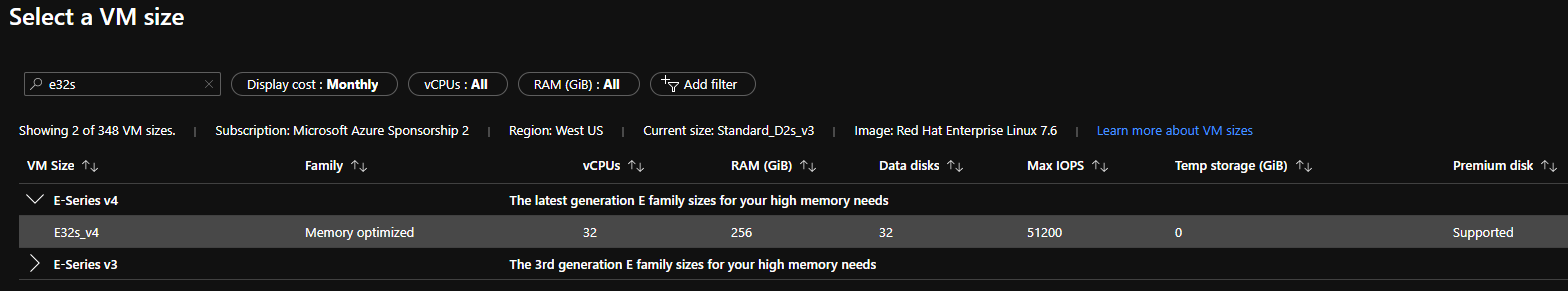 Select a VM size
e32s
Display cost : Monthly
vCPUs : All
RAM (GiB) : All
Add filter
Showing 2 of 348 VM sizes. | Subscription: Microsoft Azure Sponsorship 2 | Region: West US | Current size: Standard_D2s_v3 | Image: Red Hat Enterprise Linux 7.6 | Learn more about VM sizes
VM Size Family vCPUs RAM (GiB) Data disks Max IOPS Temp storage (GiB) Premium disk
E-Series v4 The latest generation E family sizes for your high memory needs
E32s_v4 Memory optimized 32 256 32 51200 0 Supported
E-Series v3 The 3rd generation E family sizes for your high memory needs